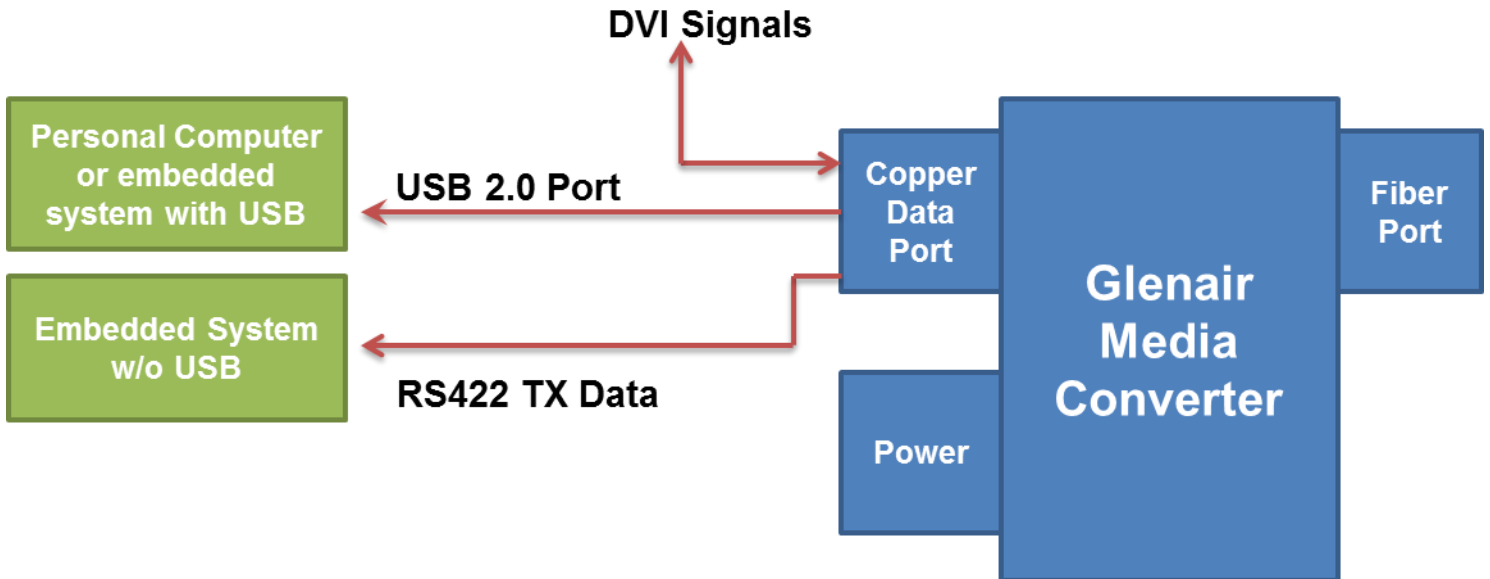 DVI Signals
Personal Computer
or embedded
system with USB
USB 2.0 Port
Copper
Data
Port
Fiber
Port
Glenair
Media
Converter
Embedded System
w/o USB
RS422 TX Data
Power